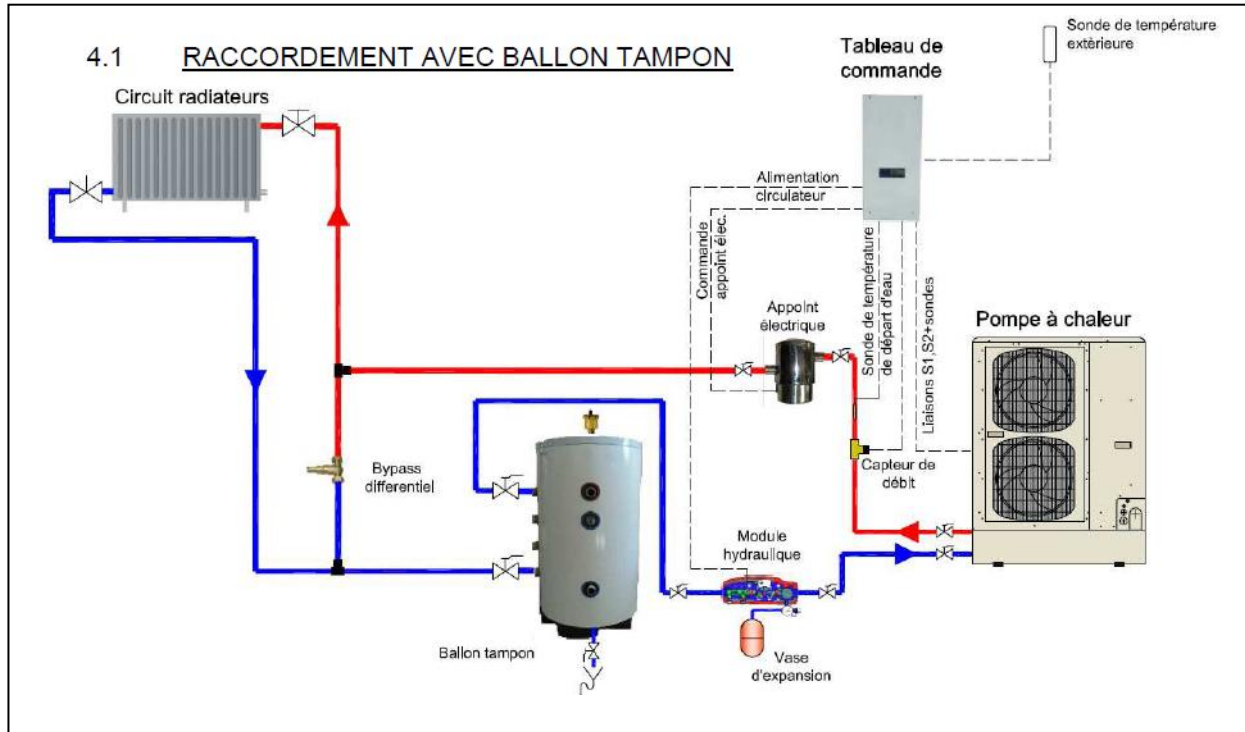 Sonde de température
extèrieure
Tableau de
commande
4.1 RACCORDEMENT AVEC BALLON TAMPON
Circuit radiateurs
Alimentation
circulateur
Commande
appoint élec.
Sonde de température
de départ d'eau
Liaisons S1,S2+sondes
Appoint
électrique
Pompe à chaleur
Bypass
differentiel
Capteur de
débit
Module
hydraulique
Ballon tampon
Vase
d'expansion